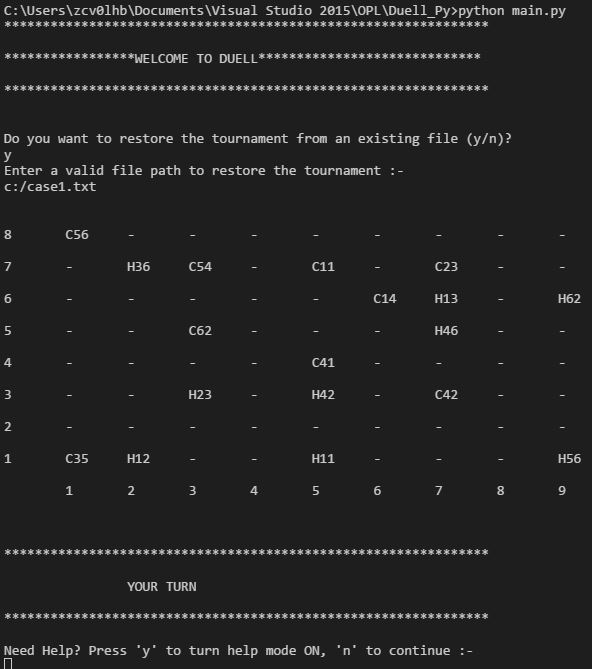 C:\Users\zcv0lhb\Documents\Visual Studio 2015\OPL\Duell_Py>python main.py
***************************************************************
*****************WELCOME TO DUELL*****************************
***************************************************************
Do you want to restore the tournament from an existing file (y/n)?
y
Enter a valid file path to restore the tournament :-
c:/case1.txt
8 C56 - - - - - - - -
7 - H36 C54 - C11 - C23 - -
6 - - - - - C14 H13 - H62
5 - - C62 - - - H46 - -
4 - - - - C41 - - - -
3 - - H23 - H42 - C42 - -
2 - - - - - - - - -
1 C35 H12 - - H11 - - - H56
1 2 3 4 5 6 7 8 9
***************************************************************
YOUR TURN
***************************************************************
Need Help? Press 'y' to turn help mode ON, 'n' to continue :-